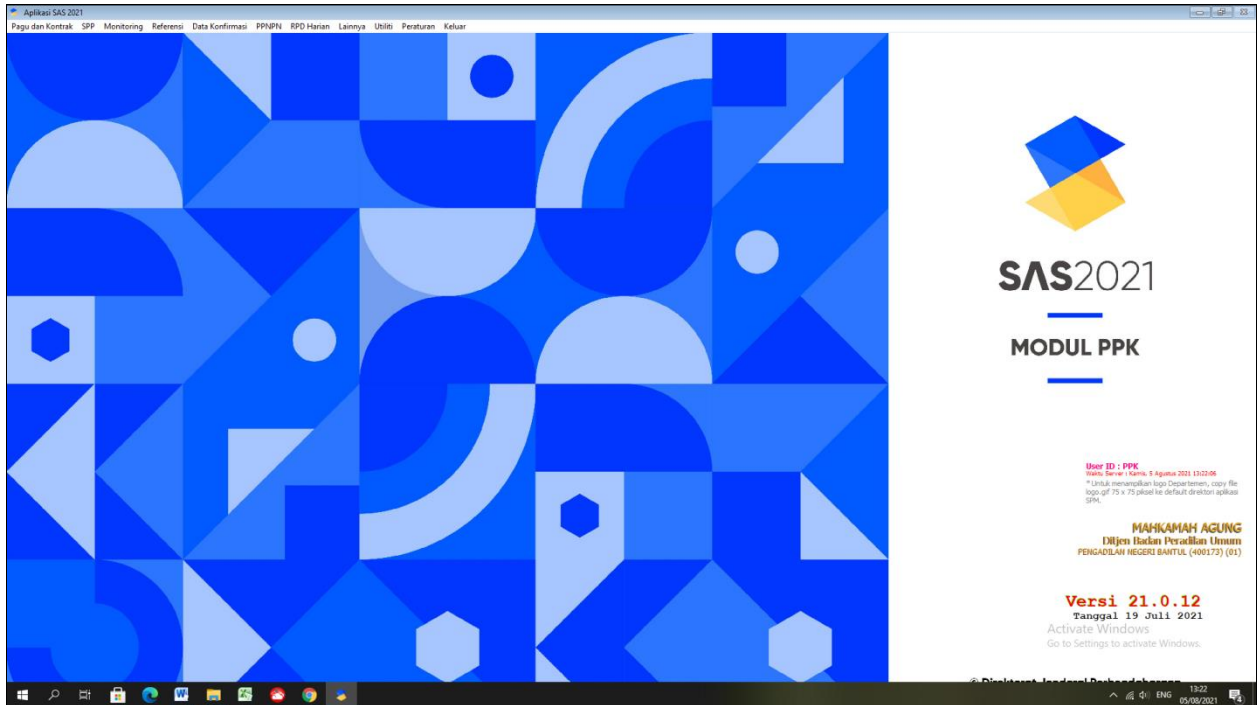 Aplikasi SAS 2021
Pagu dan Kontrak SPP Monitoring Referensi Data Konfirmasi PPNPN RPD Harian Lainnya Utiliti Peraturan Keluar
SAS2021
MODUL PPK
User ID : PPK
Waktu Server : Kamis, 5 Agustus 2021 13:22:06
* Untuk menampilkan logo Departemen, copy file
logo.gif 75 x 75 piksel ke default direktori aplikasi
SPM.
MAHKAMAH AGUNG
Ditjen Badan Peradilan Umum
PENGADILAN NEGERI BANTUL (400173) (01)
Versi 21.0.12
Tanggal 19 Juli 2021
Activate Windows
Go to Settings to activate Windows.
© Direktorat Jenderal Perbendaharaan
ENG
13:22
05/08/2021